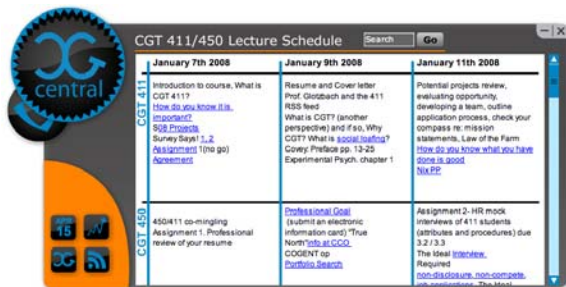 CG
central
CGT 411/450 Lecture Schedule
Search
Go
January 7th 2008
January 9th 2008
January 11th 2008
CGT 411
Introduction to course, What is
CGT 411?
How do you know it is
important?
S08 Projects
Survey Says! 1, 2
Assignment 1(no go)
Agreement
Resume and Cover letter
Prof. Glotzbach and the 411
RSS feed
What is CGT? (another
perspective) and if so, Why
CGT? What is social loafing?
Covey: Preface pp. 13-25
Experimental Psych. chapter 1
Potential projects review,
evaluating opportunity,
developing a team, outline
application process, check your
compass re: mission
statements, Law of the Farm
How do you know what you have
done is good
Nix PP
CGT 450
450/411 co-mingling
Assignment 1. Professional
review of your resume
Professional Goal
(submit an electronic
information card) "True
North"info at CCO
COGENT op
Portfolio Search
Assignment 2- HR mock
interviews of 411 students
(attributes and procedures) due
3.2 / 3.3
The Ideal Interview.
Required
non-disclosure, non-compete,
job applications. The Ideal
15
CG